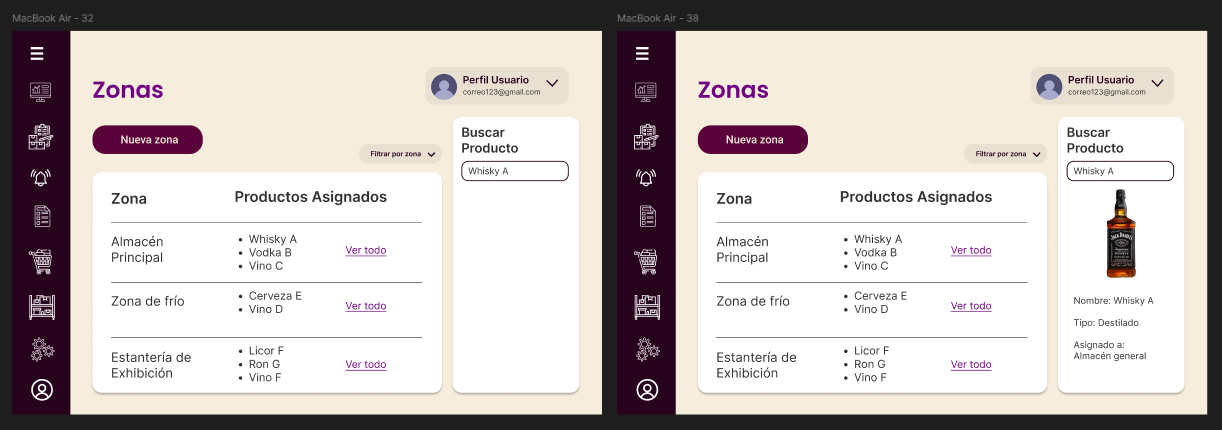 MacBook Air - 32
Zonas
Perfil Usuario
correo123@gmail.com
Nueva zona
Filtrar por zona
Buscar
Producto
Whisky A
Zona
Productos Asignados
Almacén
Principal
• Whisky A
• Vodka B
• Vino C
Ver todo
Zona de frío
• Cerveza E
• Vino D
Ver todo
Estantería de
Exhibición
• Licor F
• Ron G
• Vino F
Ver todo
MacBook Air - 38
Zonas
Perfil Usuario
correo123@gmail.com
Nueva zona
Filtrar por zona
Buscar
Producto
Whisky A
JACK DANIEL'S
Nombre: Whisky A
Tipo: Destilado
Asignado a:
Almacén general
Zona
Productos Asignados
Almacén
Principal
• Whisky A
• Vodka B
• Vino C
Ver todo
Zona de frío
• Cerveza E
• Vino D
Ver todo
Estantería de
Exhibición
• Licor F
• Ron G
• Vino F
Ver todo